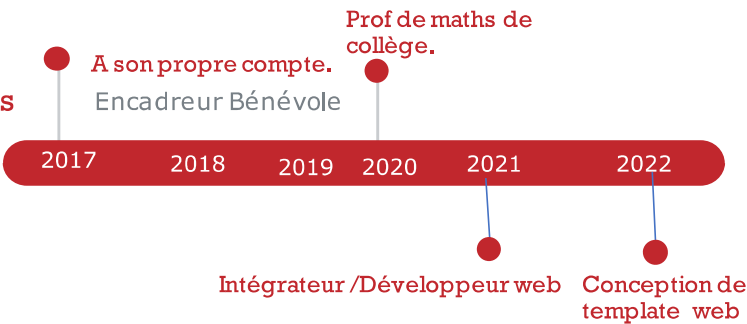 Prof de maths de
collège.
A son propre compte.
s
Encadreur Bénévole
2017 2018 2019 2020 2021 2022
Intégrateur /Développeur web
Conception de
template web